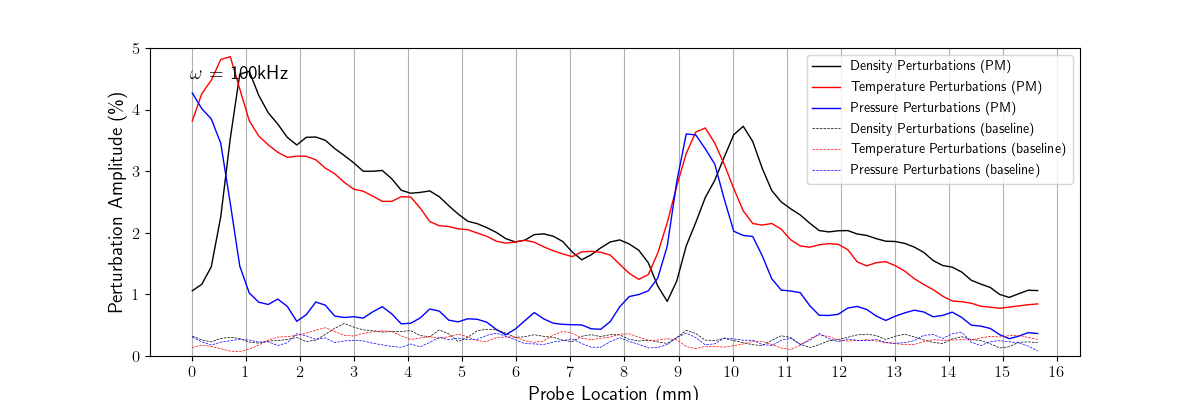 ω = 100kHz
Density Perturbations (PM)
Temperature Perturbations (PM)
Pressure Perturbations (PM)
Density Perturbations (baseline)
Temperature Perturbations (baseline)
Pressure Perturbations (baseline)
Perturbation Amplitude (%)
5
4
3
2
1
0
0 1 2 3 4 5 6 7 8 9 10 11 12 13 14 15 16
Probe Location (mm)